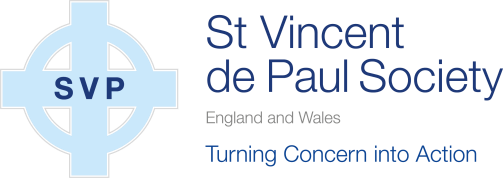 SVP
St Vincent
de Paul Society
England and Wales
Turning Concern into Action